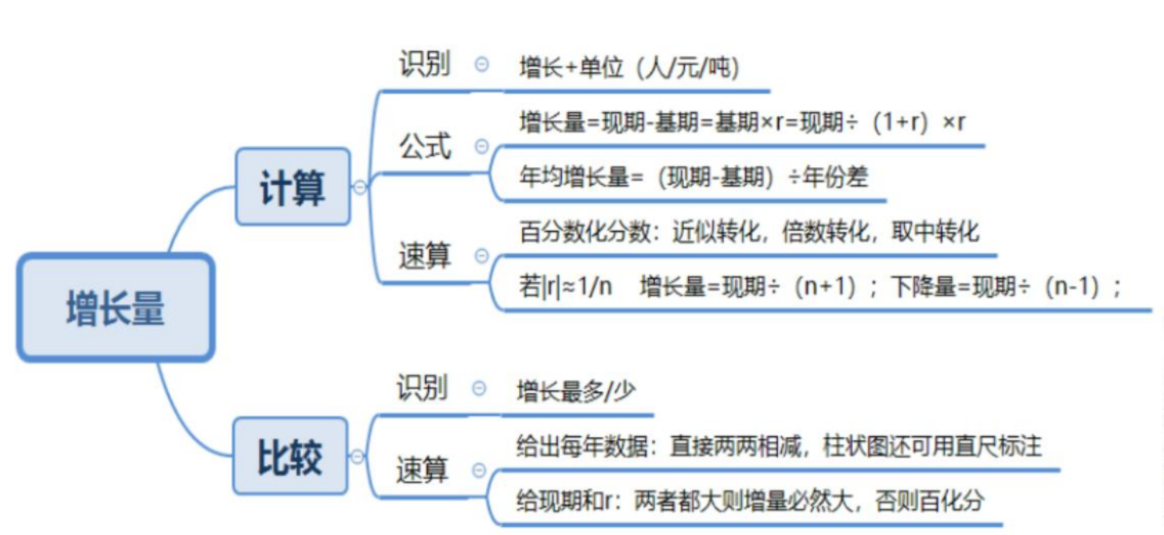 增长量
计算
识别
增长+单位（人/元/吨）
公式
增长量=现期-基期=基期×r=现期÷（1+r）×r
年均增长量=（现期-基期）÷年份差
速算
百分数化分数：近似转化，倍数转化，取中转化
若|r|≈1/n 增长量=现期÷（n+1）；下降量=现期÷（n-1）；
比较
识别
增长最多/少
速算
给出每年数据：直接两两相减，柱状图还可用直尺标注
给现期和r：两者都大则增量必然大，否则百化分